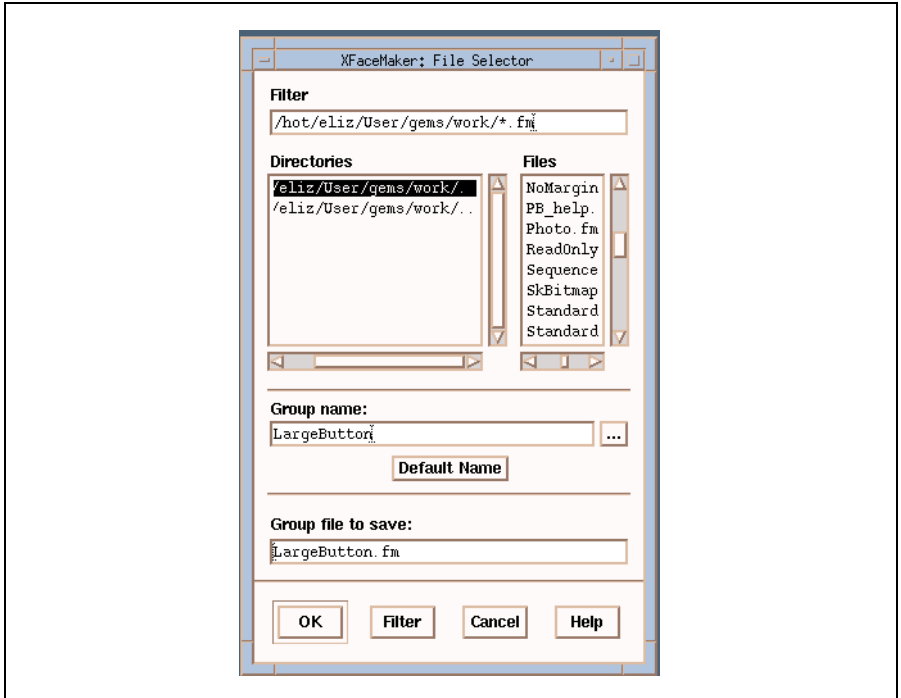 XFaceMaker: File Selector
Filter
/hot/eliz/User/gems/work/*.fm
Directories
/eliz/User/gems/work/.
/eliz/User/gems/work/..
Files
NoMargin
PB_help.
Photo.fm
ReadOnly
Sequence
SkBitmap
Standard
Standard
Group name:
LargeButton
...
Default Name
Group file to save:
LargeButton.fm
OK Filter Cancel Help